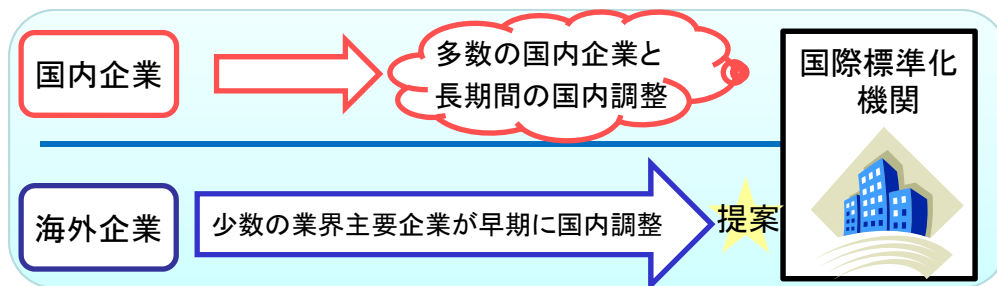 国内企業
多数の国内企業と
長期間の国内調整
国際標準化
機関
海外企業
少数の業界主要企業が早期に国内調整
提案